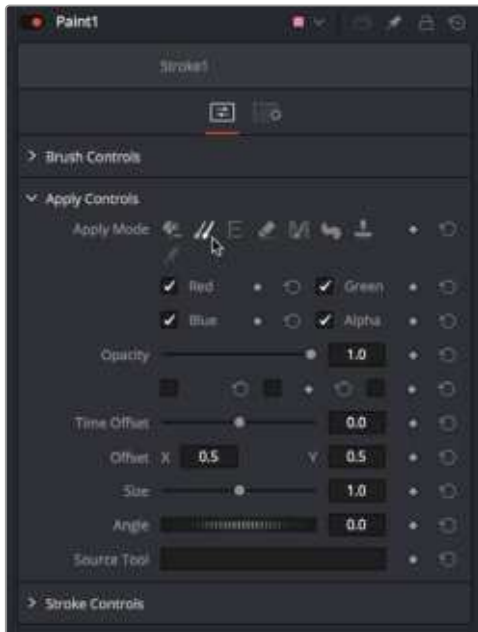 Paint1
Stroke1
Brush Controls
Apply Controls
Apply Mode
Red Green
Blue Alpha
Opacity 1.0
Time Offset 0.0
Offset X 0.5 Y 0.5
Size 1.0
Angle 0.0
Source Tool
Stroke Controls